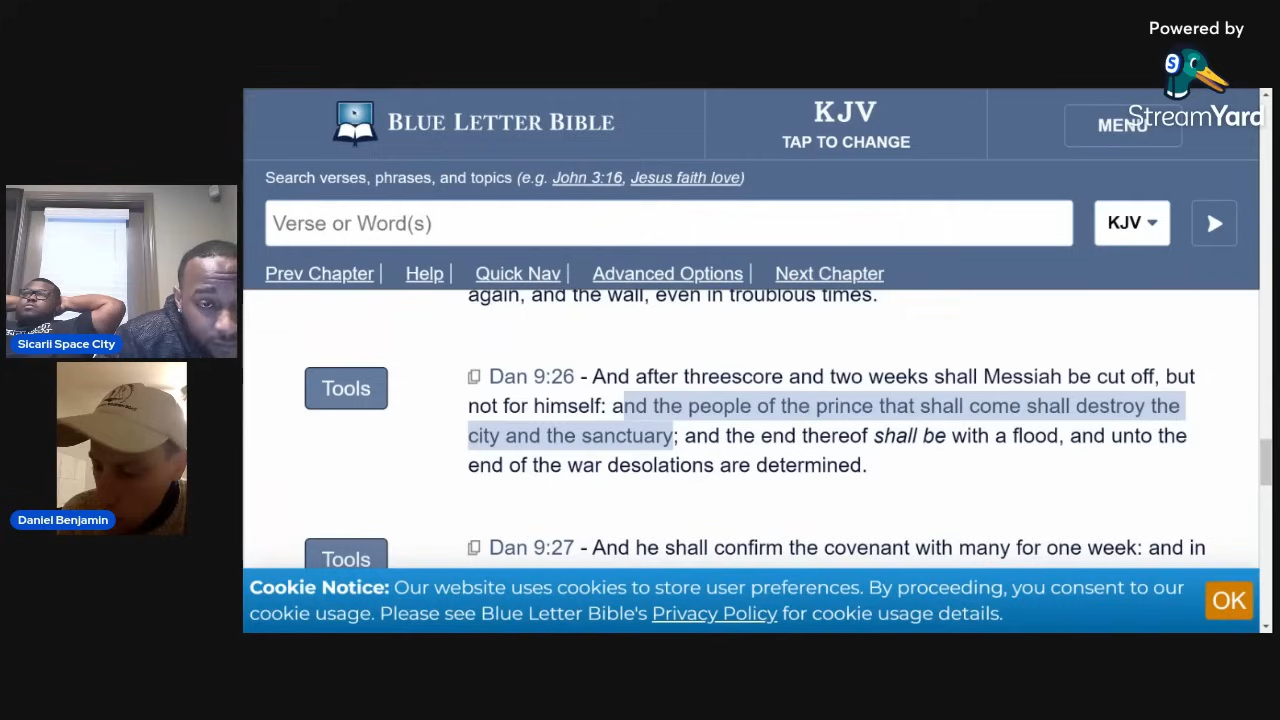 Powered by
StreamYard
BLUE LETTER BIBLE
KJV
TAP TO CHANGE
MENU
Search verses, phrases, and topics (e.g. John 3:16, Jesus faith love)
Verse or Word(s)
KJV
Prev Chapter | Help | Quick Nav | Advanced Options | Next Chapter
again, and the wall, even in troublous times.
Tools
Dan 9:26 - And after threescore and two weeks shall Messiah be cut off, but
not for himself: and the people of the prince that shall come shall destroy the
city and the sanctuary; and the end thereof shall be with a flood, and unto the
end of the war desolations are determined.
Tools
Dan 9:27 - And he shall confirm the covenant with many for one week: and in
Cookie Notice: Our website uses cookies to store user preferences. By proceeding, you consent to our
cookie usage. Please see Blue Letter Bible's Privacy Policy for cookie usage details.
OK
Sicarii Space City
Daniel Benjamin